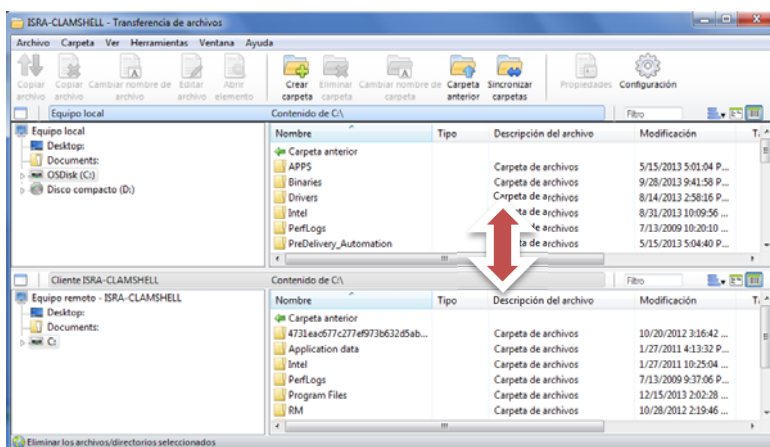 ISRA-CLAMSHELL - Transferencia de archivos
Archivo Carpeta Ver Herramientas Ventana Ayuda
Copiar archivo
Copiar archivo
Cambiar nombre de archivo
Editar archivo
Abrir elemento
Crear carpeta
Eliminar carpeta
Cambiar nombre de carpeta
Carpeta anterior
Sincronizar carpetas
Propiedades
Configuración
Equipo local Contenido de C:\ Filtro
Equipo local
Desktop:
Documents:
OSDisk (C:)
Disco compacto (D:)
Nombre Tipo Descripción del archivo Modificación
Carpeta anterior
APPS Carpeta de archivos 5/15/2013 5:01:04 P...
Binaries Carpeta de archivos 9/28/2013 9:41:58 P...
Drivers Carpeta de archivos 8/14/2013 2:58:16 P...
Intel ta de archivos 8/31/2013 10:09:56 ...
PerfLogs de archivos 7/13/2009 10:20:10 ...
PreDelivery_Automation ta de archivos 5/15/2013 5:04:40 P...
Cliente ISRA-CLAMSHELL Contenido de C:\ Filtro
Equipo remoto - ISRA-CLAMSHELL
Desktop:
Documents:
C:
Nombre Tipo Descripción del archivo Modificación
Carpeta anterior
4731eac677c277ef973b632d5ab... Carpeta de archivos 10/20/2012 3:16:42 ...
Application data Carpeta de archivos 1/27/2011 4:13:32 P...
Intel Carpeta de archivos 1/27/2011 10:25:04 ...
PerfLogs Carpeta de archivos 7/13/2009 9:37:06 P...
Program Files Carpeta de archivos 12/15/2013 2:02:28 ...
RM Carpeta de archivos 10/28/2012 2:19:46 ...
Eliminar los archivos/directorios seleccionados